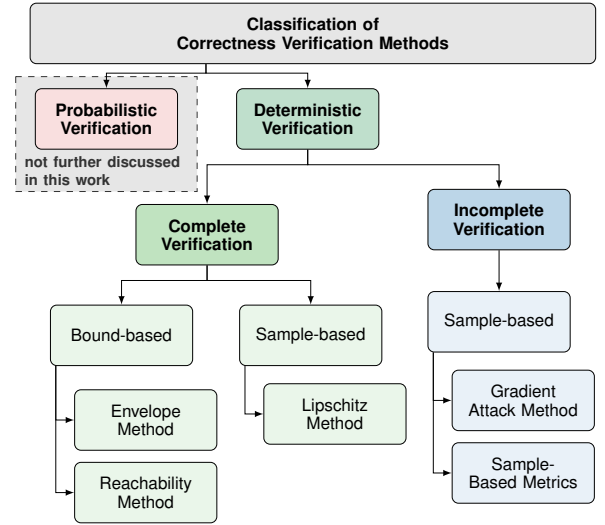 Classification of
Correctness Verification Methods
Probabilistic
Verification
not further discussed
in this work
Deterministic
Verification
Complete
Verification
Incomplete
Verification
Bound-based
Sample-based
Sample-based
Envelope
Method
Reachability
Method
Lipschitz
Method
Gradient
Attack Method
Sample-
Based Metrics